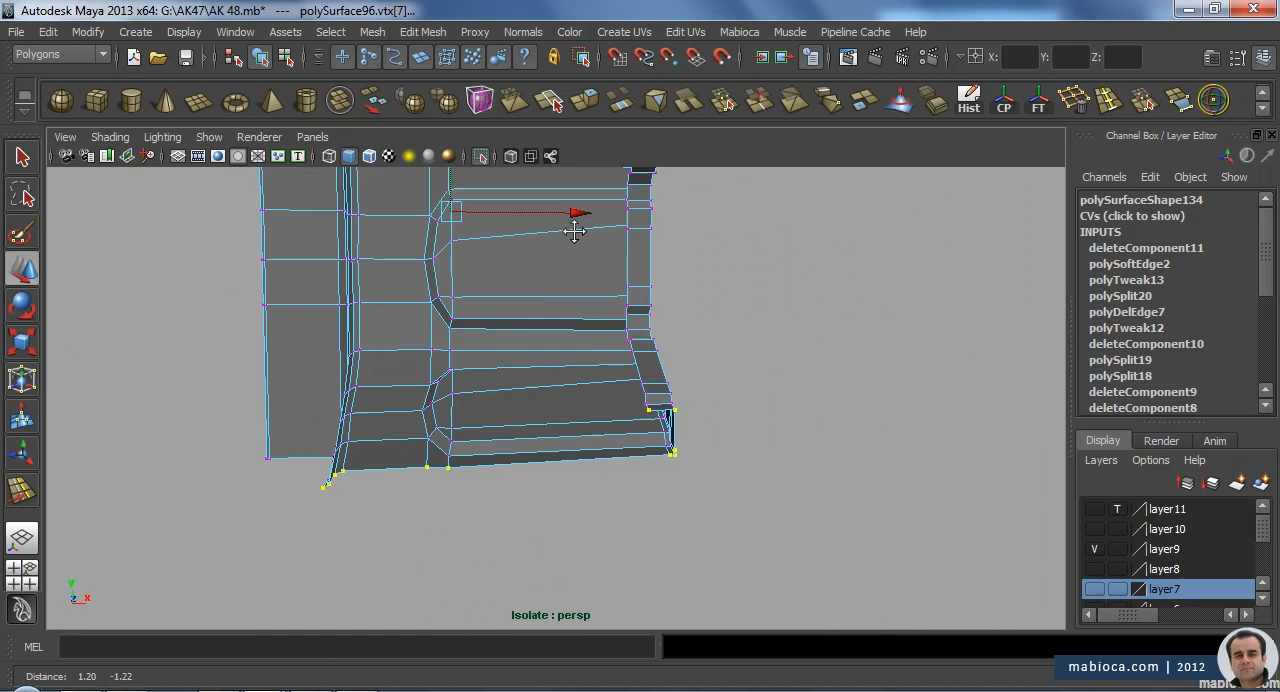 Autodesk Maya 2013 x64: G:\AK47\AK 48.mb* --- polySurface96.vtx[7]...
File Edit Modify Create Display Window Assets Select Mesh Edit Mesh Proxy Normals Color Create UVs Edit UVs Mabioca Muscle Pipeline Cache Help
Polygons X: Y: Z:
Hist CP FT
View Shading Lighting Show Renderer Panels
Channel Box / Layer Editor
Channels Edit Object Show
polySurfaceShape134
CVs (click to show)
INPUTS
deleteComponent11
polySoftEdge2
polyTweak13
polySplit20
polyDelEdge7
polyTweak12
deleteComponent10
polySplit19
polySplit18
deleteComponent9
deleteComponent8
Display Render Anim
Layers Options Help
T layer11
layer10
V layer9
layer8
layer7
y
z x
Isolate : persp
MEL
mabioca.com | 2012
Distance: 1.20 -1.22
mabioca.com